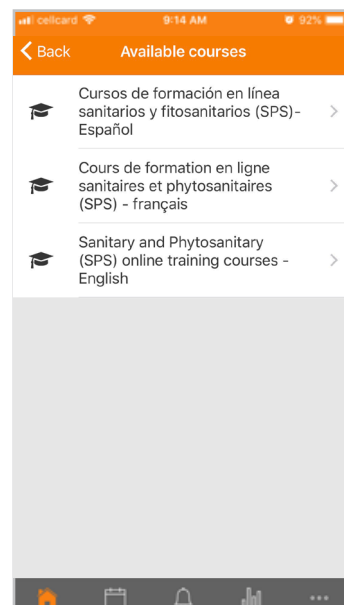 cellcard 9:14 AM 92%
Back Available courses
Cursos de formación en línea
sanitarios y fitosanitarios (SPS)-
Español
Cours de formation en ligne
sanitaires et phytosanitaires
(SPS) - français
Sanitary and Phytosanitary
(SPS) online training courses -
English